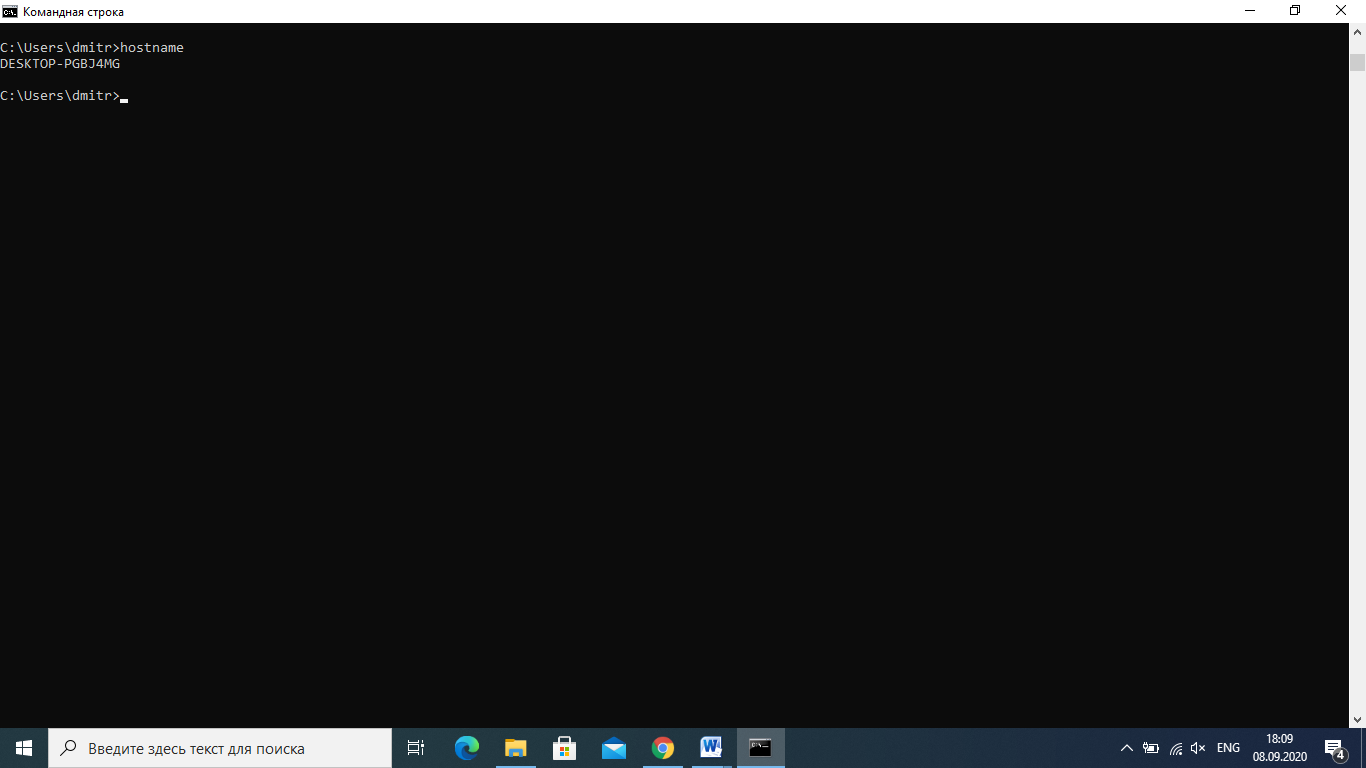 Командная строка
C:\Users\dmitr>hostname
DESKTOP-PGBJ4MG
C:\Users\dmitr>
Введите здесь текст для поиска
ENG
18:09
08.09.2020
4